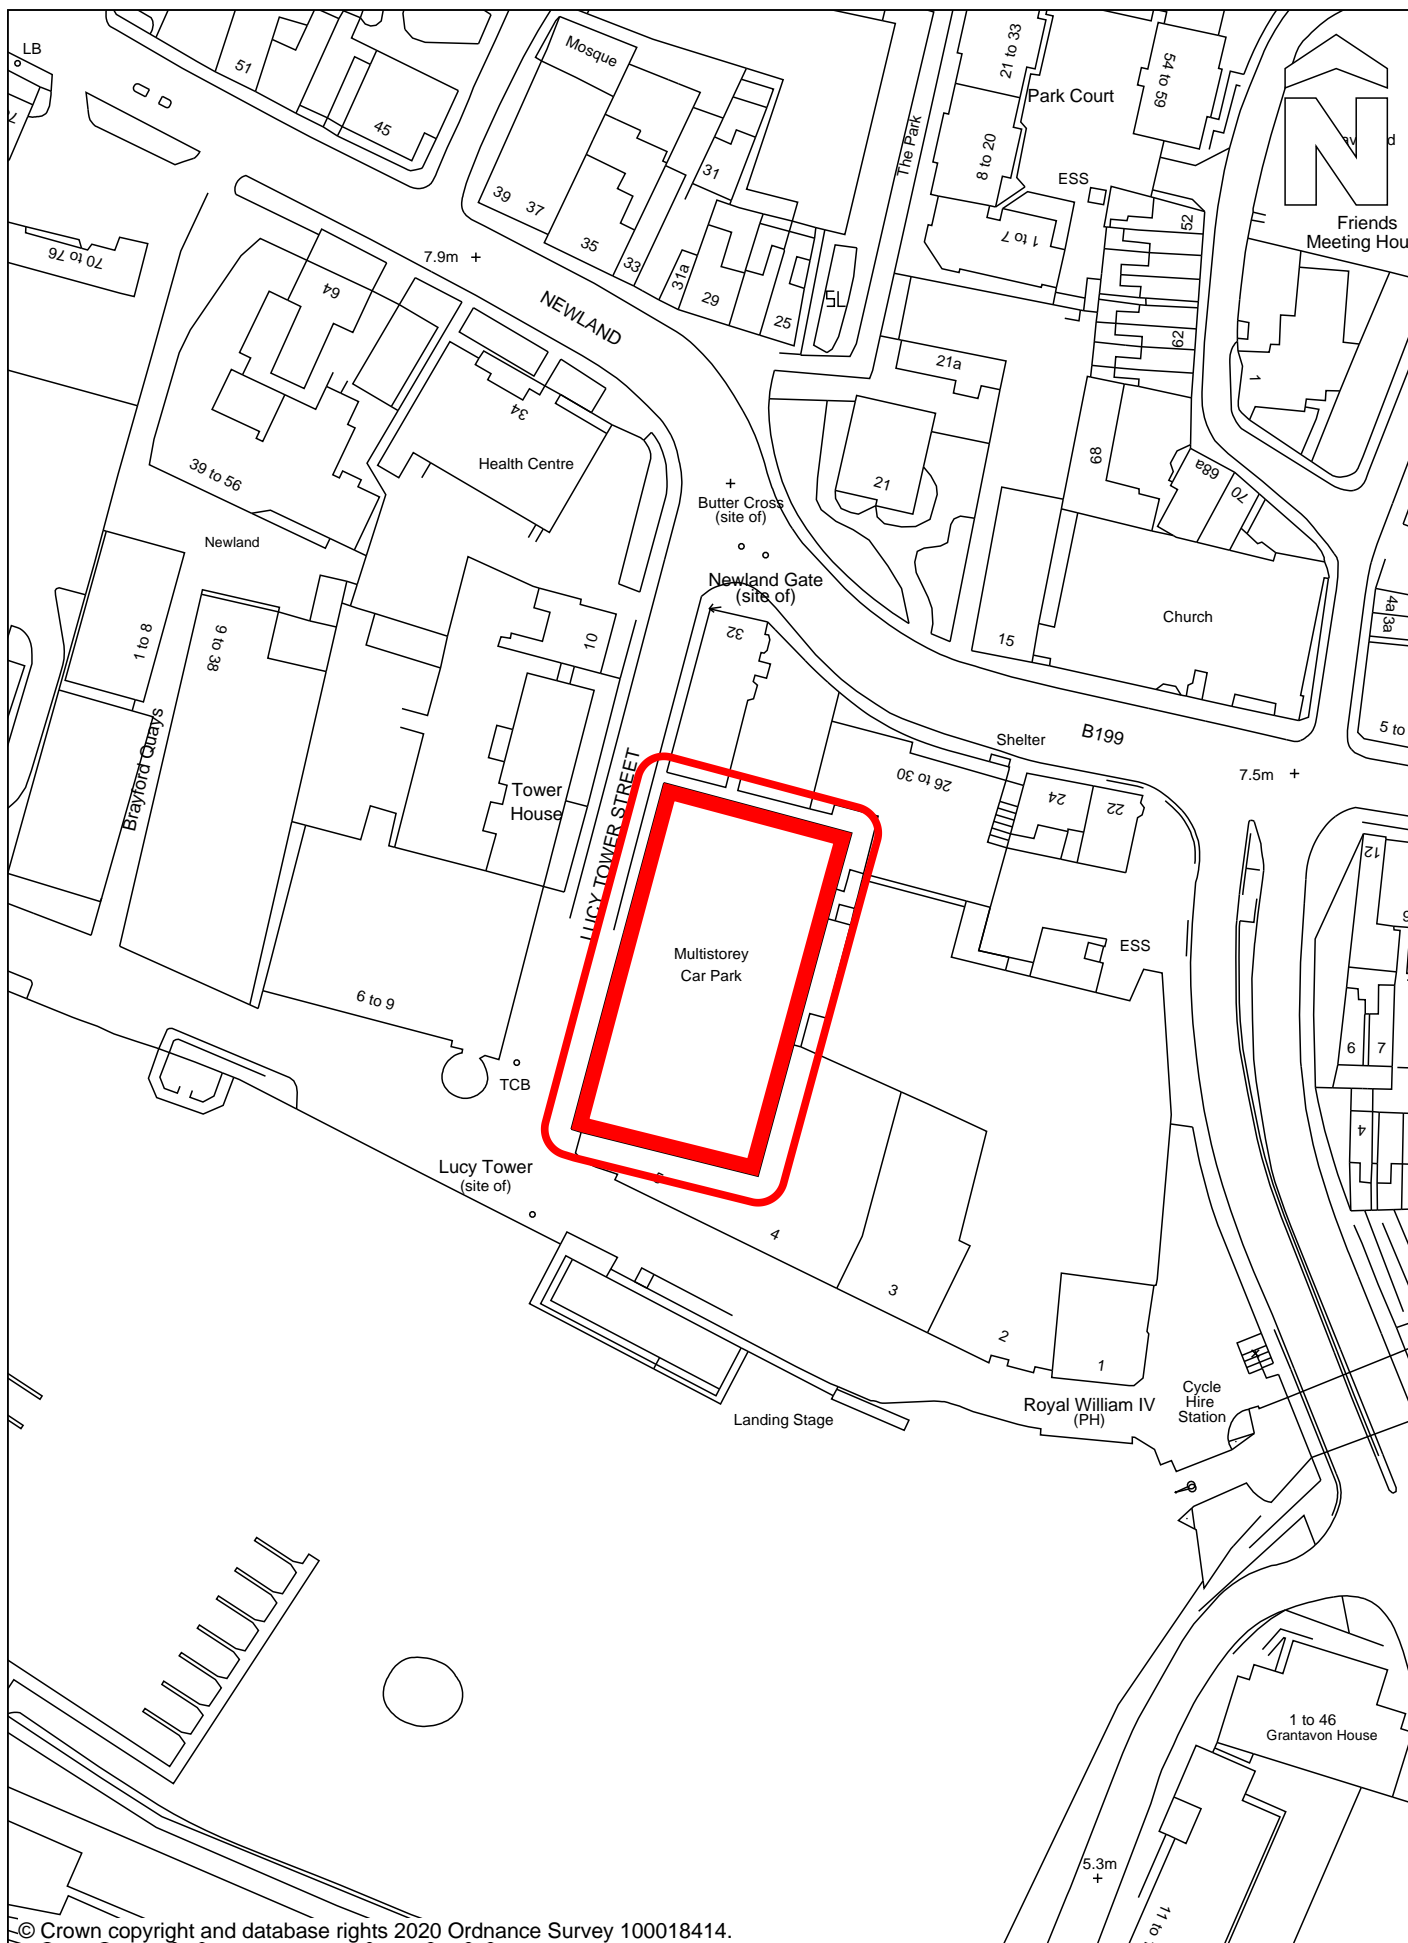 LB
51
45
Mosque
39
37
35
33
31
31a
29
25
15
The Park
21 to 33
8 to 20
1 to 7
Park Court
54 to 59
ESS
52
62
N
Friends
Meeting Hou
70 to 76
64
7.9m
NEWLAND
34
Health Centre
39 to 56
Newland
21a
21
68
68a
70
1
Butter Cross
(site of)
Newland Gate
(site of)
32
15
Church
4a
3a
5 to
1 to 8
9 to 38
10
Brayford Quays
Tower
House
LUCY TOWER STREET
Shelter
B199
7.5m
26 to 30
24
22
12
Multistorey
Car Park
ESS
6 to 9
TCB
6
7
4
Lucy Tower
(site of)
4
3
2
1
Royal William IV
(PH)
Cycle
Hire
Station
Landing Stage
1 to 46
Grantavon House
5.3m
11 to
© Crown copyright and database rights 2020 Ordnance Survey 100018414.